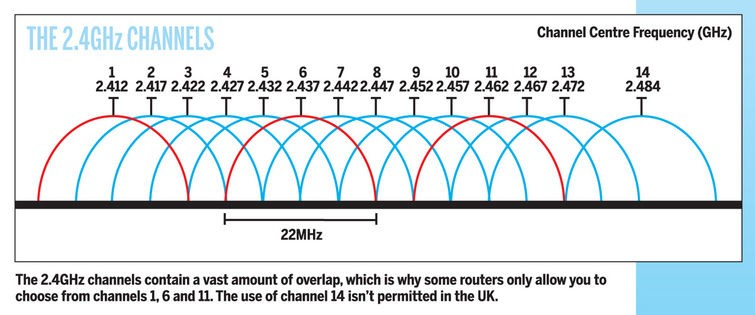 THE 2.4GHz CHANNELS
Channel Centre Frequency (GHz)
1 2 3 4 5 6 7 8 9 10 11 12 13 14
2.412 2.417 2.422 2.427 2.432 2.437 2.442 2.447 2.452 2.457 2.462 2.467 2.472 2.484
22MHz
The 2.4GHz channels contain a vast amount of overlap, which is why some routers only allow you to
choose from channels 1, 6 and 11. The use of channel 14 isn't permitted in the UK.